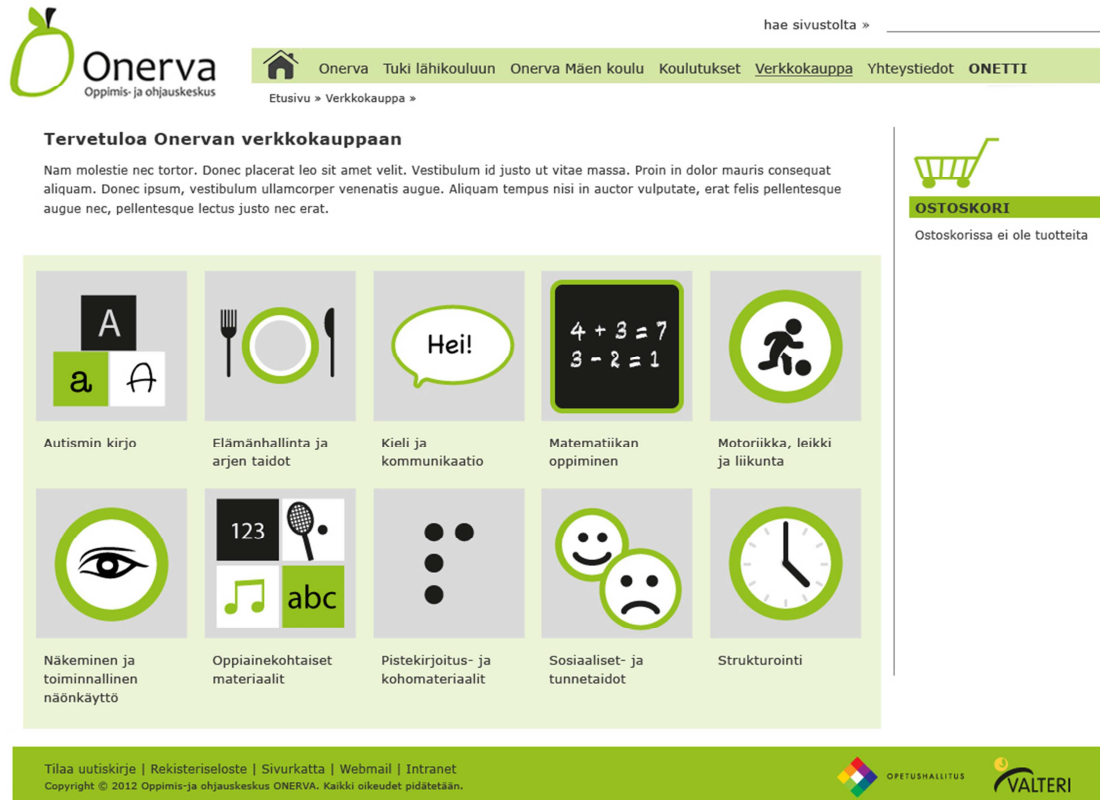 Onerva
Oppimis- ja ohjauskeskus
hae sivustolta »
Onerva Tuki lähikouluun Onerva Mäen koulu Koulutukset Verkkokauppa Yhteystiedot ONETTI
Etusivu » Verkkokauppa »
Tervetuloa Onervan verkkokauppaan
Nam molestie nec tortor. Donec placerat leo sit amet velit. Vestibulum id justo ut vitae massa. Proin in dolor mauris consequat
aliquam. Donec ipsum, vestibulum ullamcorper venenatis augue. Aliquam tempus nisi in auctor vulputate, erat felis pellentesque
augue nec, pellentesque lectus justo nec erat.
OSTOSKORI
Ostoskorissa ei ole tuotteita
A
a A
Hei!
4 + 3 = 7
3 - 2 = 1
Autismin kirjo
Elämänhallinta ja
arjen taidot
Kieli ja
kommunikaatio
Matematiikan
oppiminen
Motoriikka, leikki
ja liikunta
123
abc
Näkeminen ja
toiminnallinen
näönkäyttö
Oppiainekohtaiset
materiaalit
Pistekirjoitus- ja
kohomateriaalit
Sosiaaliset- ja
tunnetaidot
Strukturointi
Tilaa uutiskirje | Rekisteriseloste | Sivurkatta | Webmail | Intranet
Copyright © 2012 Oppimis-ja ohjauskeskus ONERVA. Kaikki oikeudet pidätetään.
OPETUSHALLITUS
VALTERI